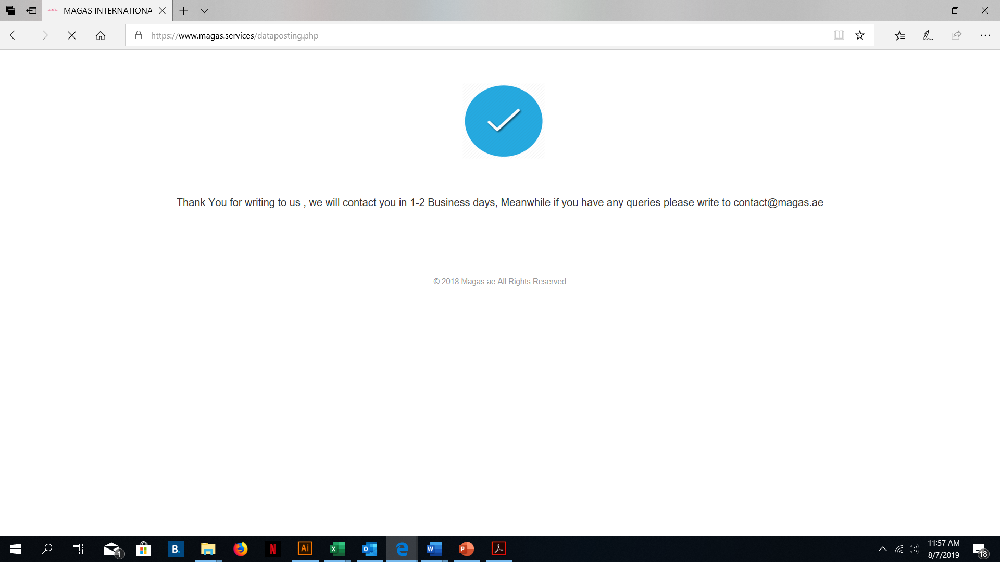 MAGAS INTERNATIONA
https://www.magas.services/dataposting.php
Thank You for writing to us , we will contact you in 1-2 Business days, Meanwhile if you have any queries please write to contact@magas.ae
© 2018 Magas.ae All Rights Reserved
1
B.
N
Ai
X
O
W
P
11:57 AM
8/7/2019
18